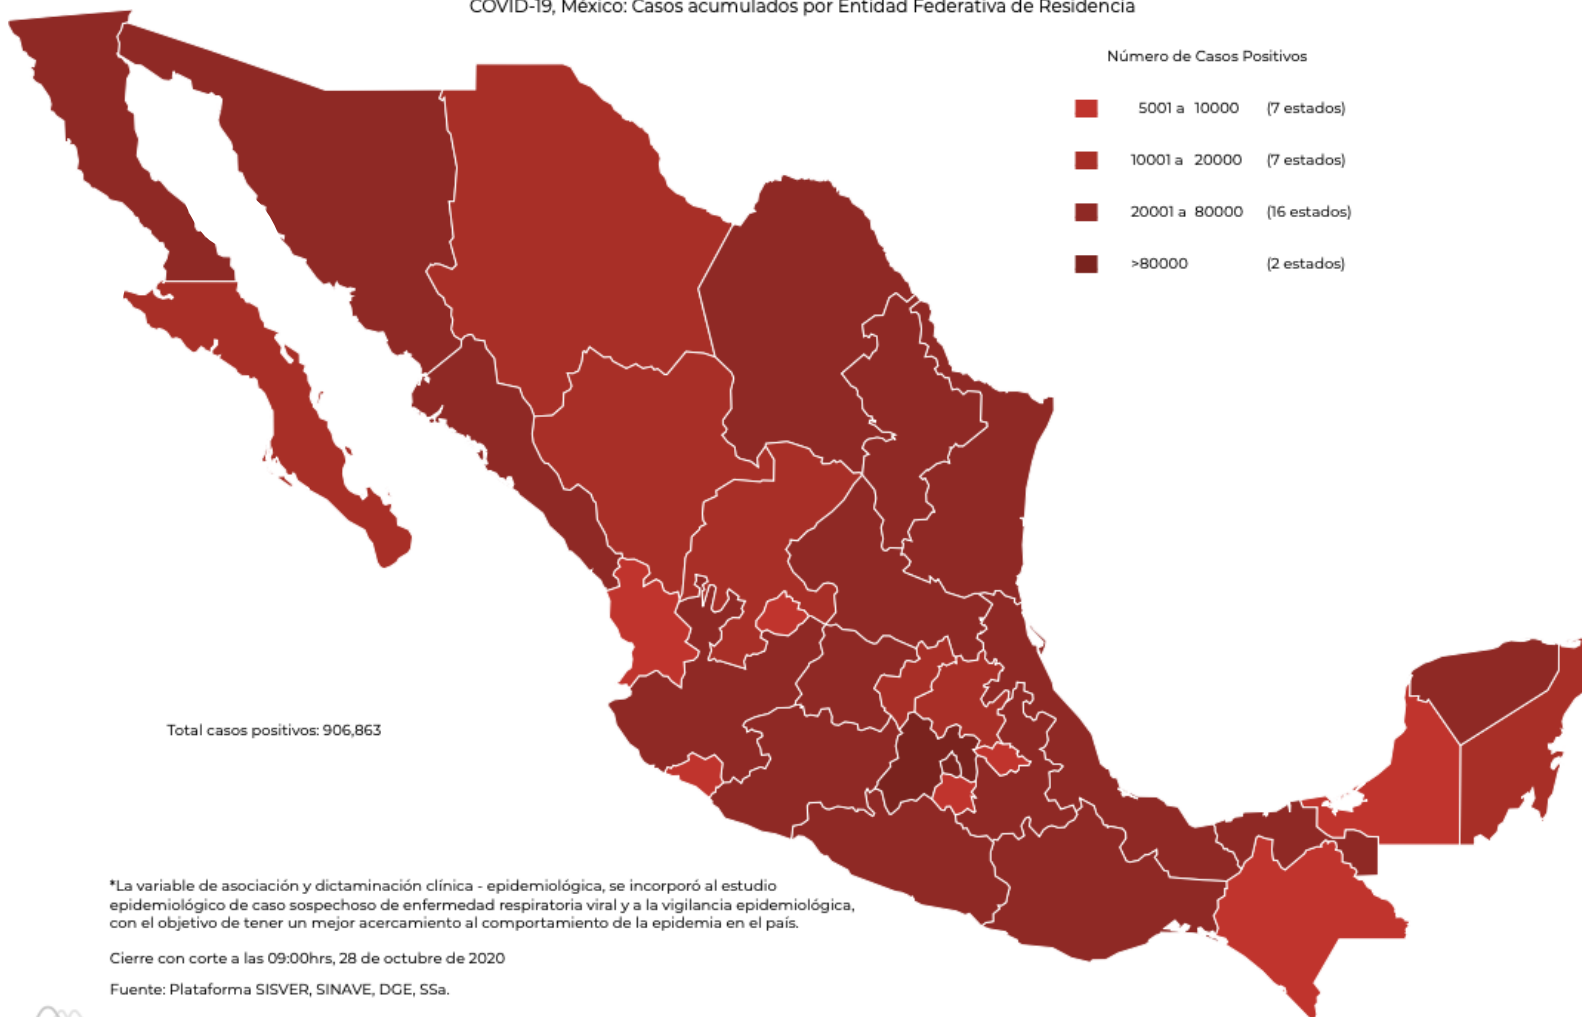 COVID-19, México: Casos acumulados por Entidad Federativa de Residencia
Número de Casos Positivos
5001 a 10000 (7 estados)
10001 a 20000 (7 estados)
20001 a 80000 (16 estados)
>80000 (2 estados)
Total casos positivos: 906,863
*La variable de asociación y dictaminación clínica - epidemiológica, se incorporó al estudio
epidemiológico de caso sospechoso de enfermedad respiratoria viral y a la vigilancia epidemiológica,
con el objetivo de tener un mejor acercamiento al comportamiento de la epidemia en el país.
Cierre con corte a las 09:00hrs, 28 de octubre de 2020
Fuente: Plataforma SISVER, SINAVE, DGE, SSa.